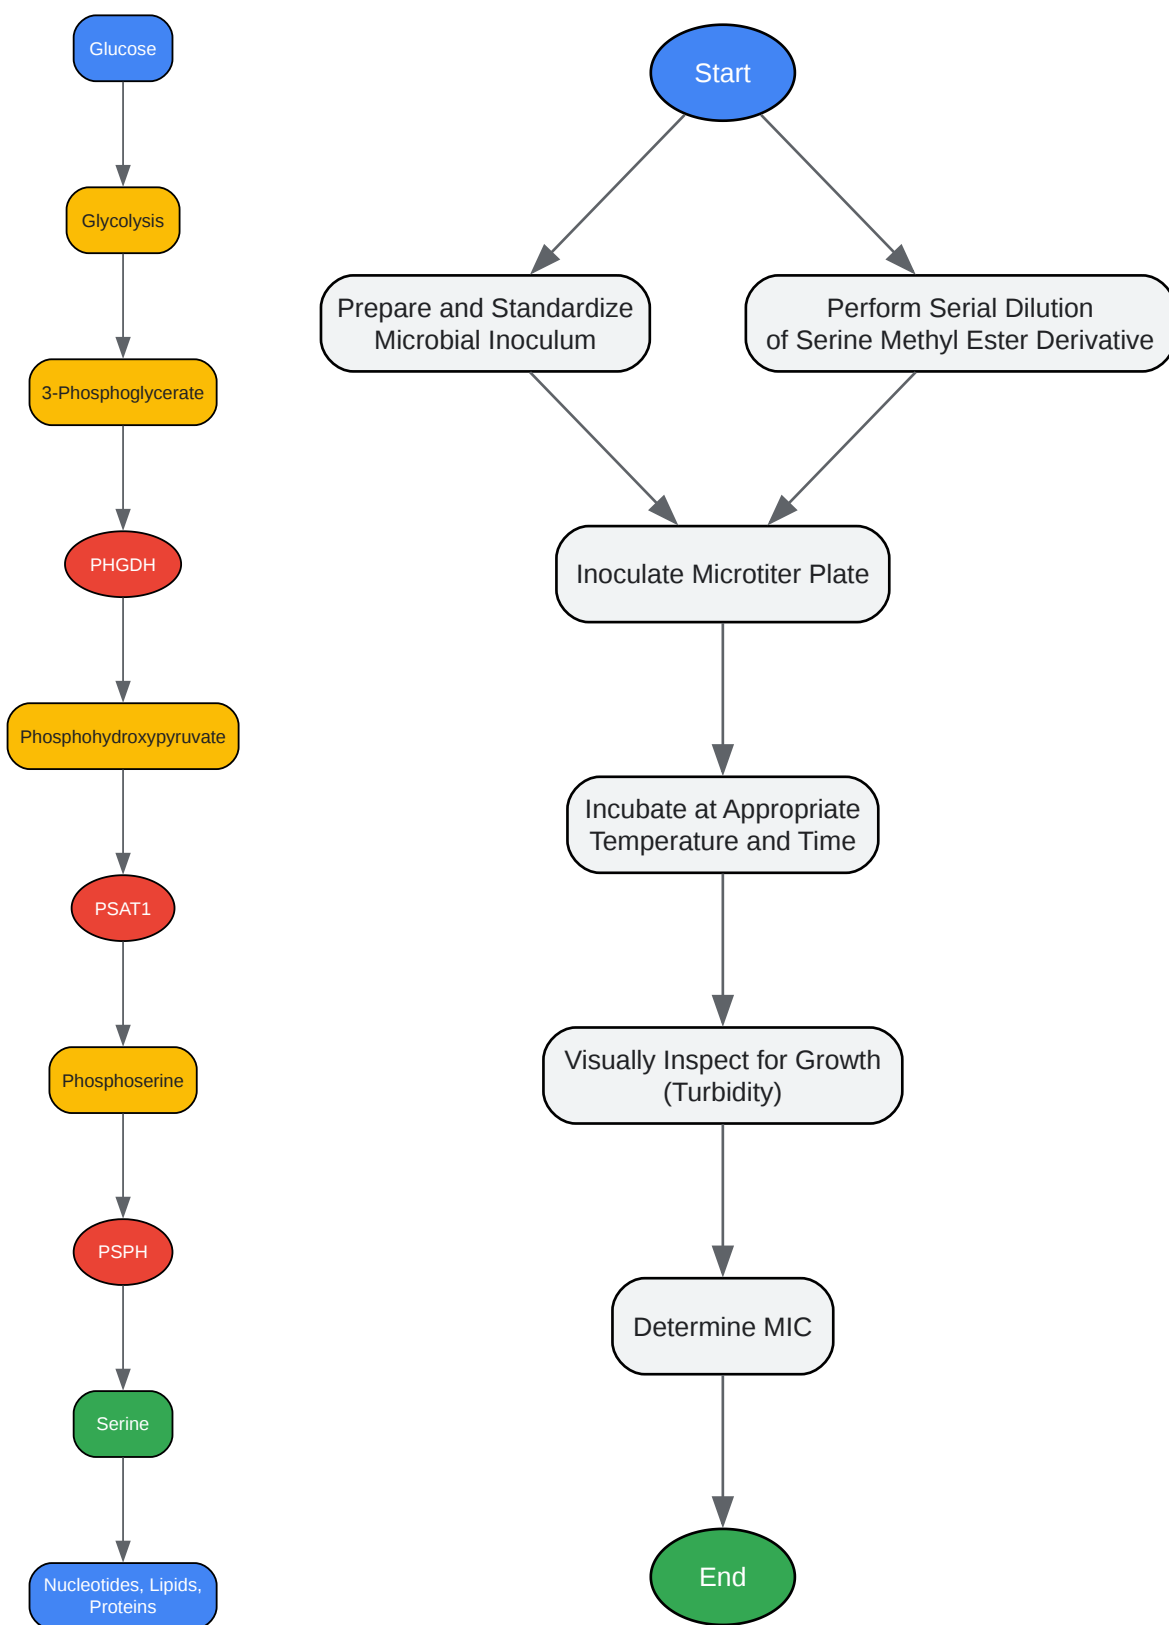 Glucose
Glycolysis
3-Phosphoglycerate
PHGDH
Phosphohydroxypyruvate
PSAT1
Phosphoserine
PSPH
Serine
Nucleotides, Lipids,
Proteins
Start
Prepare and Standardize
Microbial Inoculum
Perform Serial Dilution
of Serine Methyl Ester Derivative
Inoculate Microtiter Plate
Incubate at Appropriate
Temperature and Time
Visually Inspect for Growth
(Turbidity)
Determine MIC
End